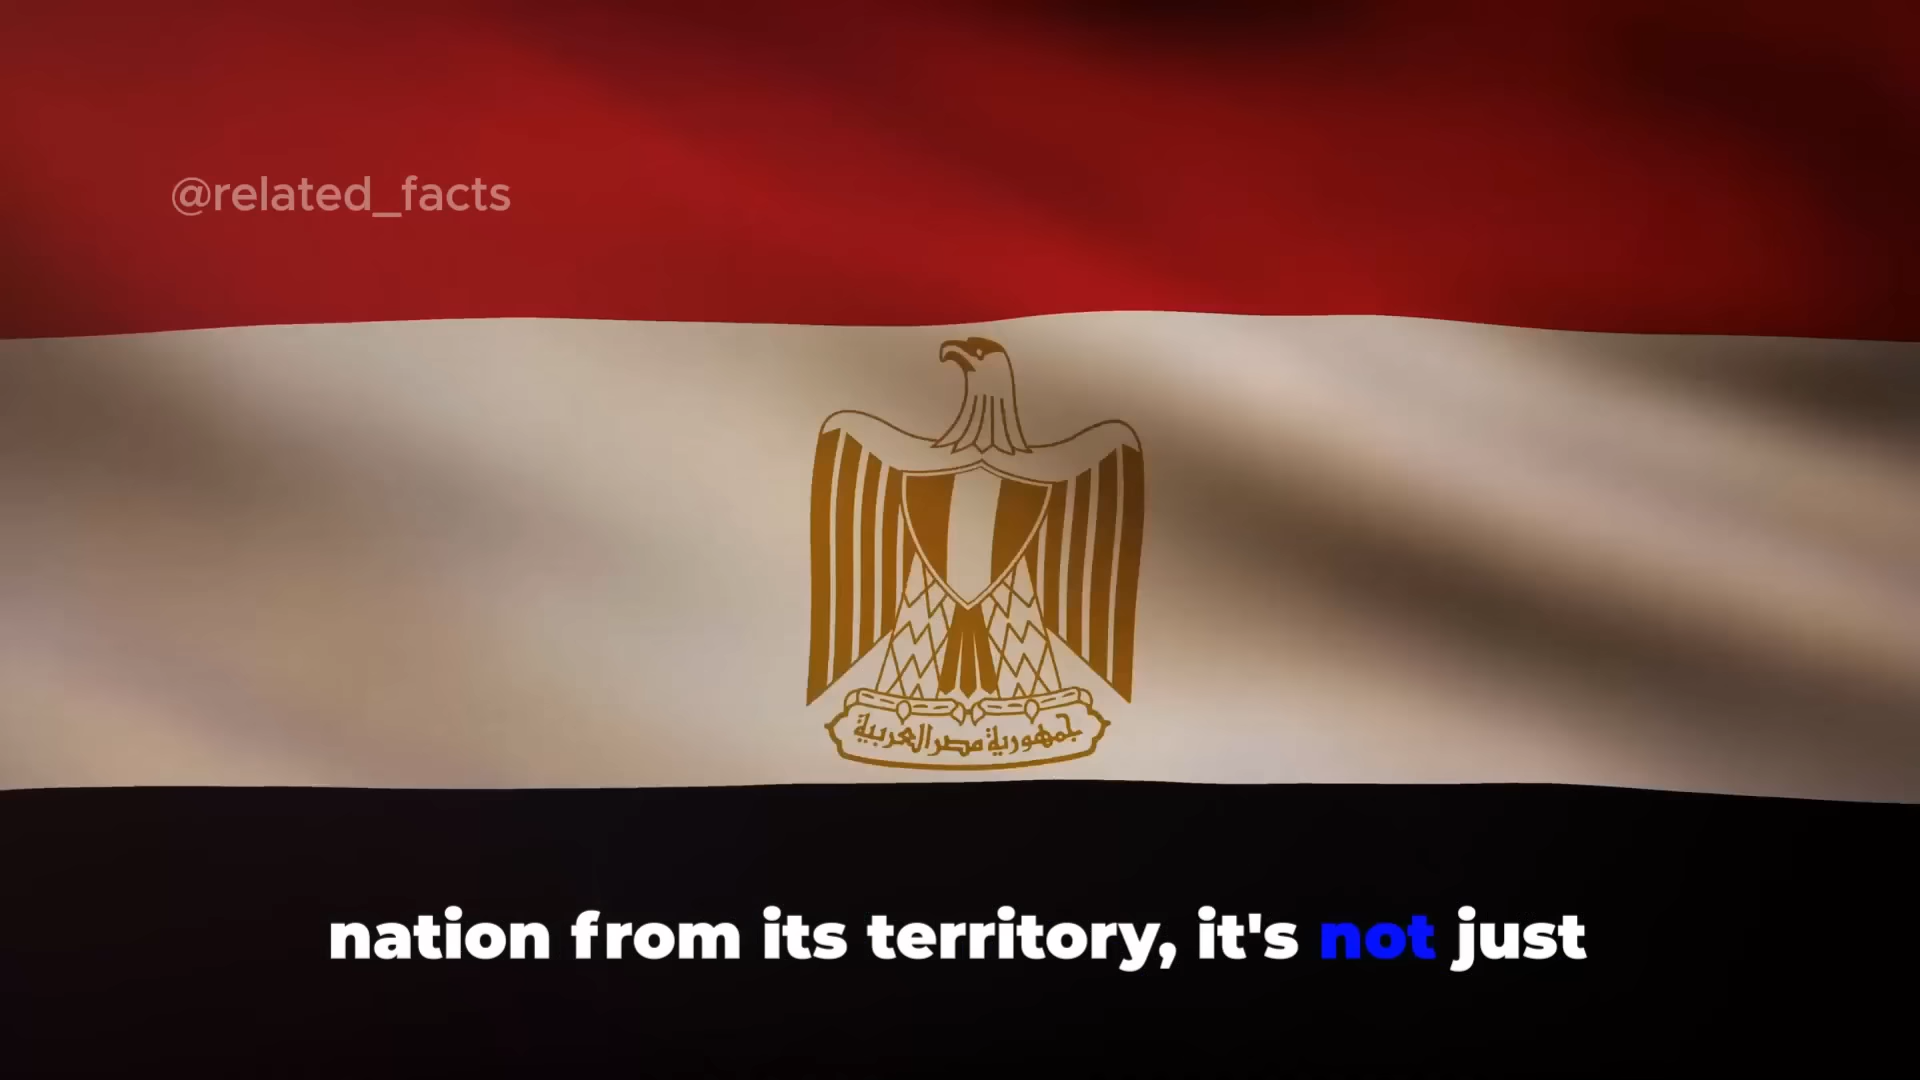 @related_facts
جمهورية مصر العربية
nation from its territory, it's not just